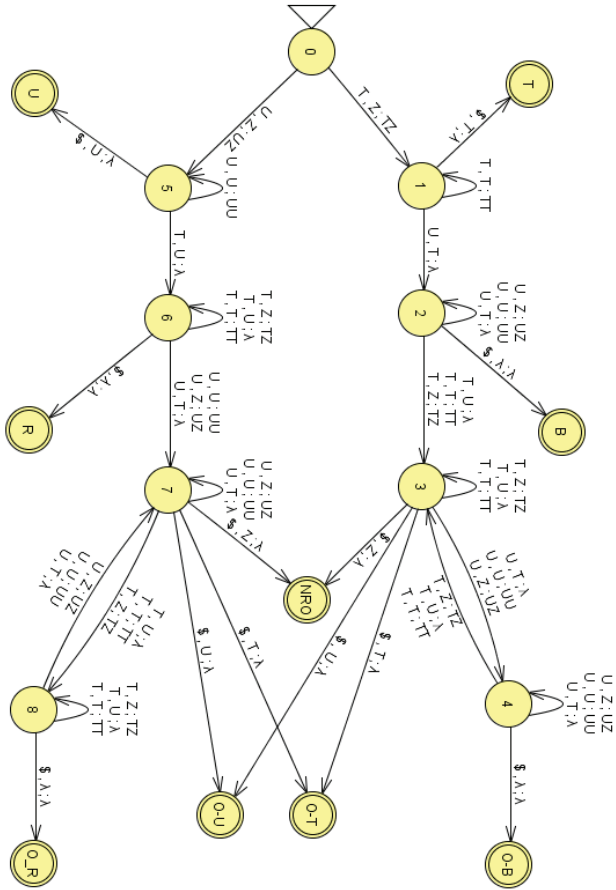 0
T
U
T , Z ; TZ
U , Z ; UZ
$ , T ; λ
$ , U ; λ
1
T , T ; TT
5
U , U ; UU
U , T ; λ
T , U ; λ
2
U , Z ; UZ
U , U ; UU
U , T ; λ
6
T , Z ; TZ
T , U ; λ
T , T ; TT
$ , λ ; λ
B
$ , λ ; λ
R
T , U ; λ
T , T ; TT
T , Z ; TZ
U , U ; UU
U , Z ; UZ
U , T ; λ
3
T , Z ; TZ
T , U ; λ
T , T ; TT
7
U , Z ; UZ
U , U ; UU
U , T ; λ
$ , Z ; λ
$ , Z ; λ
NRO
U , T ; λ
U , U ; UU
U , Z ; UZ
T , Z ; TZ
T , U ; λ
T , T ; TT
$ , U ; λ
$ , T ; λ
$ , T ; λ
$ , U ; λ
T , U ; λ
T , T ; TT
T , Z ; TZ
U , Z ; UZ
U , U ; UU
U , T ; λ
4
U , Z ; UZ
U , U ; UU
U , T ; λ
8
T , Z ; TZ
T , U ; λ
T , T ; TT
$ , λ ; λ
$ , λ ; λ
O-T
O-U
O-B
O_R